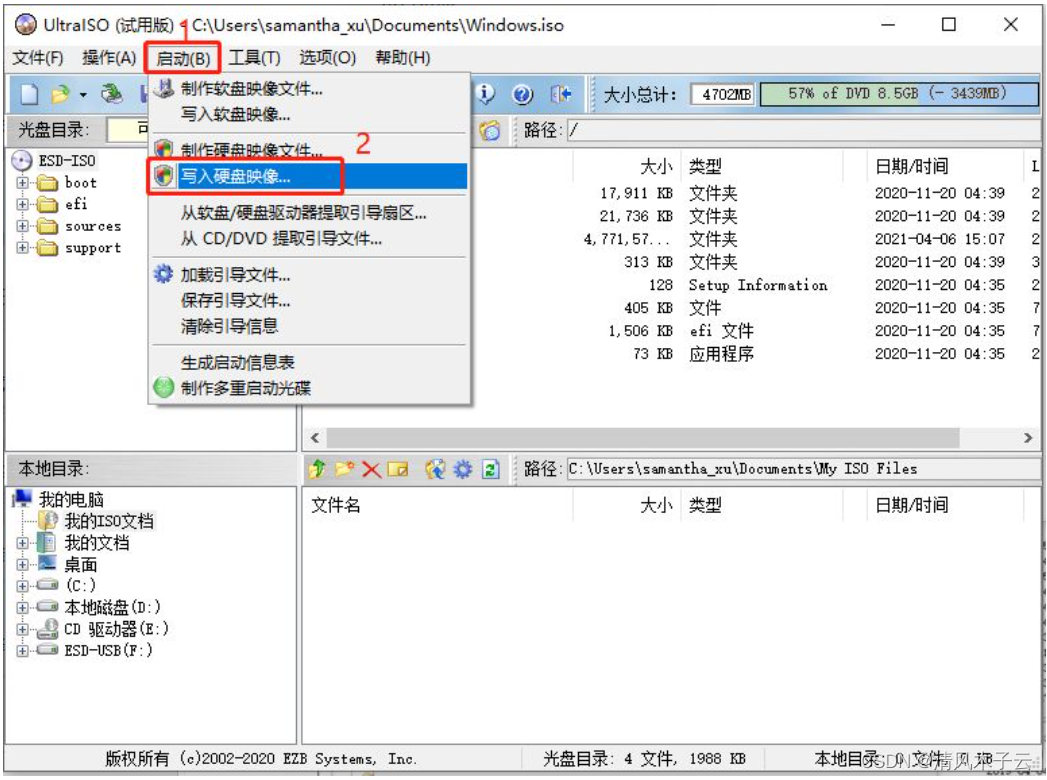 UltraISO (试用版) - C:\Users\samantha_xu\Documents\Windows.iso
1
文件(F) 操作(A) 启动(B) 工具(T) 选项(O) 帮助(H)
大小总计: 4702MB 57% of DVD 8.5GB (- 3439MB)
光盘目录: 可
路径: /
制作软盘映像文件...
写入软盘映像...
制作硬盘映像文件...
2
写入硬盘映像...
从软盘/硬盘驱动器提取引导扇区...
从 CD/DVD 提取引导文件...
加载引导文件...
保存引导文件...
清除引导信息
生成启动信息表
制作多重启动光碟
ESD-ISO
boot
efi
sources
support
大小 类型 日期/时间 L
17,911 KB 文件夹 2020-11-20 04:39 2
21,736 KB 文件夹 2020-11-20 04:39 2
4,771,57... 文件夹 2021-04-06 15:07 2
313 KB 文件夹 2020-11-20 04:39 3
128 Setup Information 2020-11-20 04:35 2
405 KB 文件 2020-11-20 04:35 7
1,506 KB efi 文件 2020-11-20 04:35 7
73 KB 应用程序 2020-11-20 04:35 2
本地目录:
路径: C:\Users\samantha_xu\Documents\My ISO Files
我的电脑
我的ISO文档
我的文档
桌面
(C:)
本地磁盘(D:)
CD 驱动器(E:)
ESD-USB(F:)
文件名 大小 类型 日期/时间
版权所有 (c)2002-2020 EZB Systems, Inc.
光盘目录: 4 文件, 1988 KB
本地目录: 0 文件, 0 KB
CSDN @清风木子云